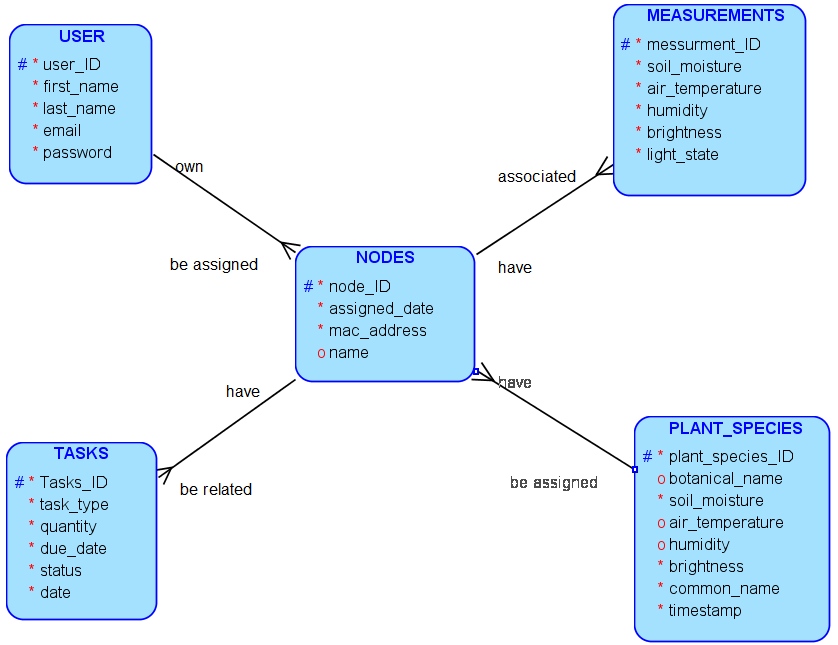 USER
# * user_ID
* first_name
* last_name
* email
* password
MEASUREMENTS
# * messurment_ID
* soil_moisture
* air_temperature
* humidity
* brightness
* light_state
own
be assigned
associated
have
NODES
# * node_ID
* assigned_date
* mac_address
o name
have
be related
have
be assigned
TASKS
# * Tasks_ID
* task_type
* quantity
* due_date
* status
* date
PLANT_SPECIES
# * plant_species_ID
o botanical_name
* soil_moisture
o air_temperature
o humidity
* brightness
* common_name
* timestamp